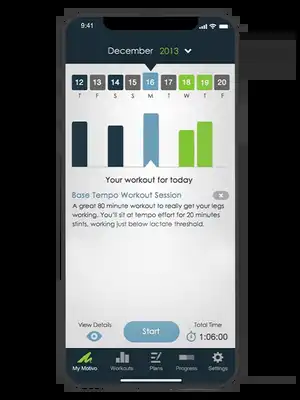 9:41
December 2013
12 13 14 15 16 17 18 19 20
T F S S M T W T F
Your workout for today
Base Tempo Workout Session
A great 80 minute workout to really get your legs
working. You'll sit at tempo effort for 20 minutes
stints, working just below lactate threshold.
View Details
Start
Total Time
1:06:00
My Motivo Workouts Plans Progress Settings